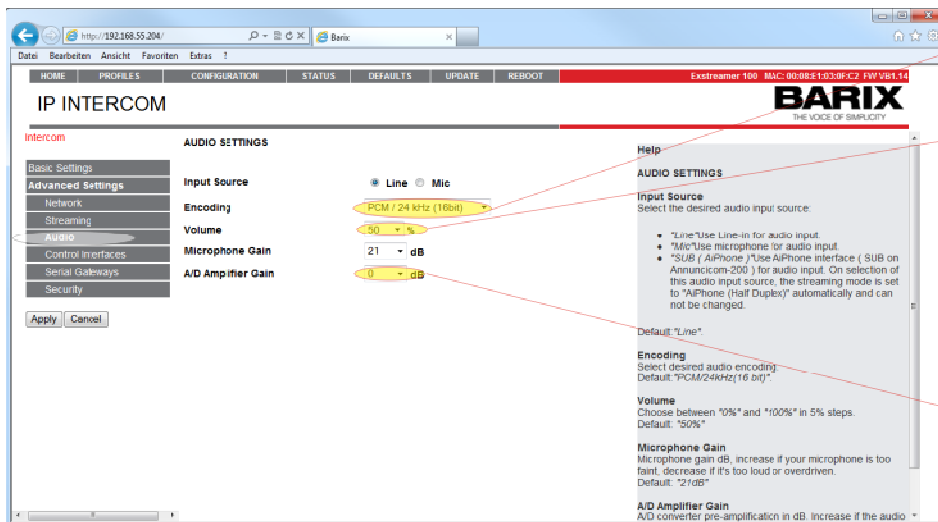 http://192.168.55.204/
Barix
Datei Bearbeiten Ansicht Favoriten Extras ?
HOME PROFILES CONFIGURATION STATUS DEFAULTS UPDATE REBOOT
Exstreamer 100 MAC: 00:08:E1:03:0F:C2 FW VB1.14
IP INTERCOM
BARIX
THE VOICE OF SIMPLICITY
Intercom
Basic Settings
Advanced Settings
Network
Streaming
Audio
Control Interfaces
Serial Gateways
Security
Apply Cancel
AUDIO SETTINGS
Input Source Line Mic
Encoding PCM / 24 kHz (16bit)
Volume 50 %
Microphone Gain 21 dB
A/D Amplifier Gain 0 dB
Help
AUDIO SETTINGS
Input Source
Select the desired audio input source:
"Line"Use Line-in for audio input.
"Mic"Use microphone for audio input.
"SUB ( AiPhone )"Use AiPhone interface ( SUB on
Annuncicom-200 ) for audio input. On selection of
this audio input source, the streaming mode is set
to "AiPhone (Half Duplex)" automatically and can
not be changed.
Default:"Line".
Encoding
Select desired audio encoding.
Default:"PCM/24kHz(16 bit)".
Volume
Choose between "0%" and "100%" in 5% steps.
Default: "50%"
Microphone Gain
Microphone gain dB, increase if your microphone is too
faint, decrease if it's too loud or overdriven.
Default: "21dB"
A/D Amplifier Gain
A/D converter pre-amplification in dB. Increase if the audio